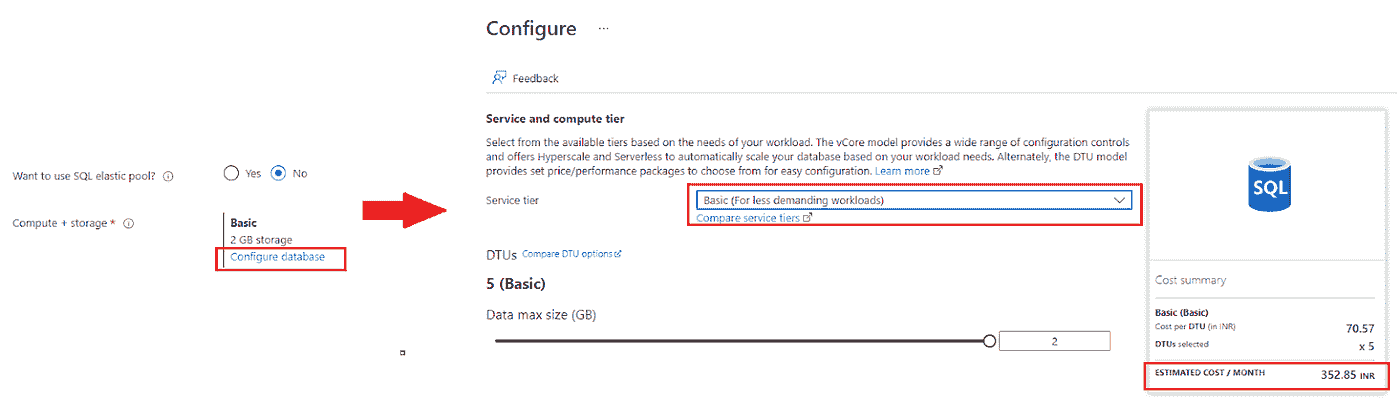 Want to use SQL elastic pool?
Yes
No
Compute + storage *
Basic
2 GB storage
Configure database
Configure ...
Feedback
Service and compute tier
Select from the available tiers based on the needs of your workload. The vCore model provides a wide range of configuration controls
and offers Hyperscale and Serverless to automatically scale your database based on your workload needs. Alternately, the DTU model
provides set price/performance packages to choose from for easy configuration. Learn more
Service tier
Basic (For less demanding workloads)
Compare service tiers
DTUs Compare DTU options
5 (Basic)
Data max size (GB)
2
SQL
Cost summary
Basic (Basic)
Cost per DTU (in INR) 70.57
DTUs selected x 5
ESTIMATED COST / MONTH 352.85 INR